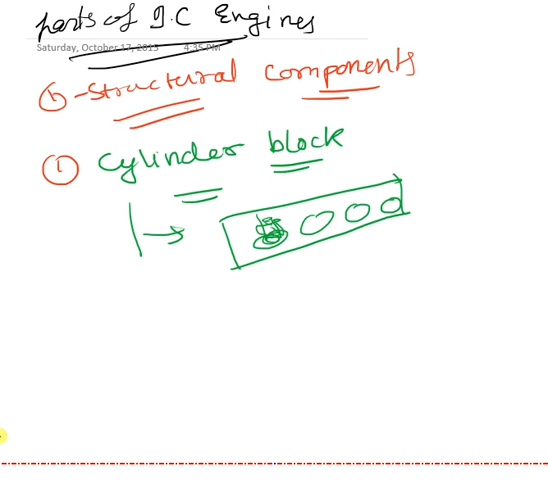 parts of I.C Engines
Saturday, October 17, 2015 4:35 PM
① -Structural components
① Cylinder block